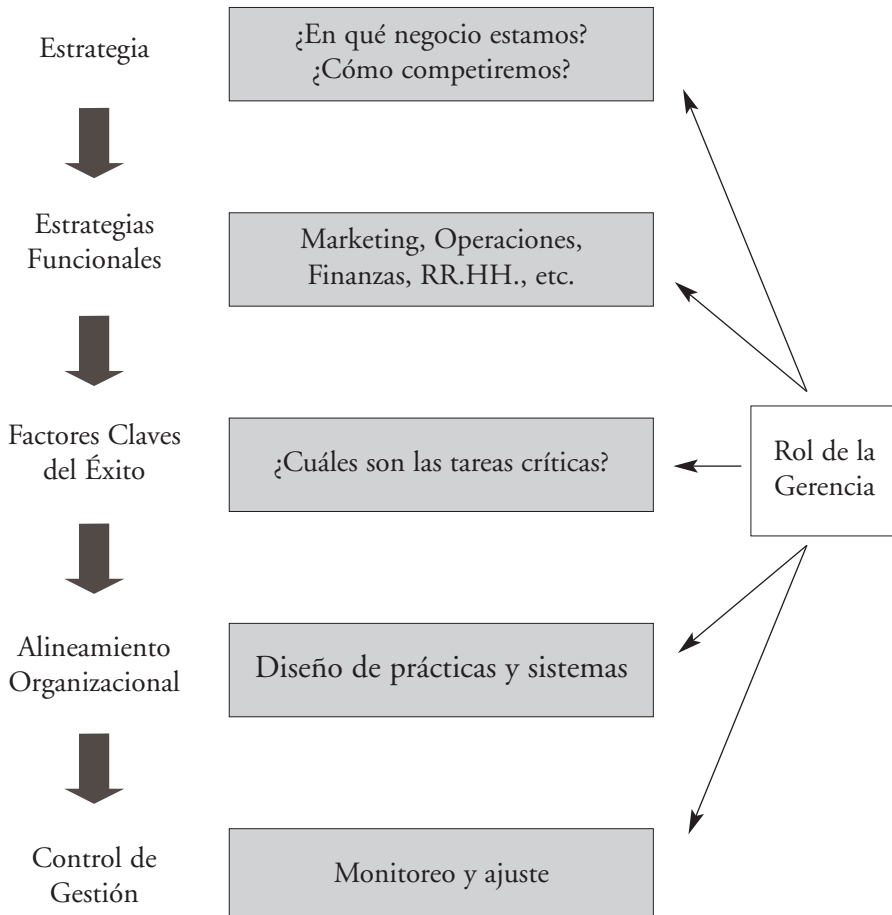 Estrategia
¿En qué negocio estamos?
¿Cómo competiremos?
Estrategias
Funcionales
Marketing, Operaciones,
Finanzas, RR.HH., etc.
Factores Claves
del Éxito
¿Cuáles son las tareas críticas?
Rol de la
Gerencia
Alineamiento
Organizacional
Diseño de prácticas y sistemas
Control de
Gestión
Monitoreo y ajuste